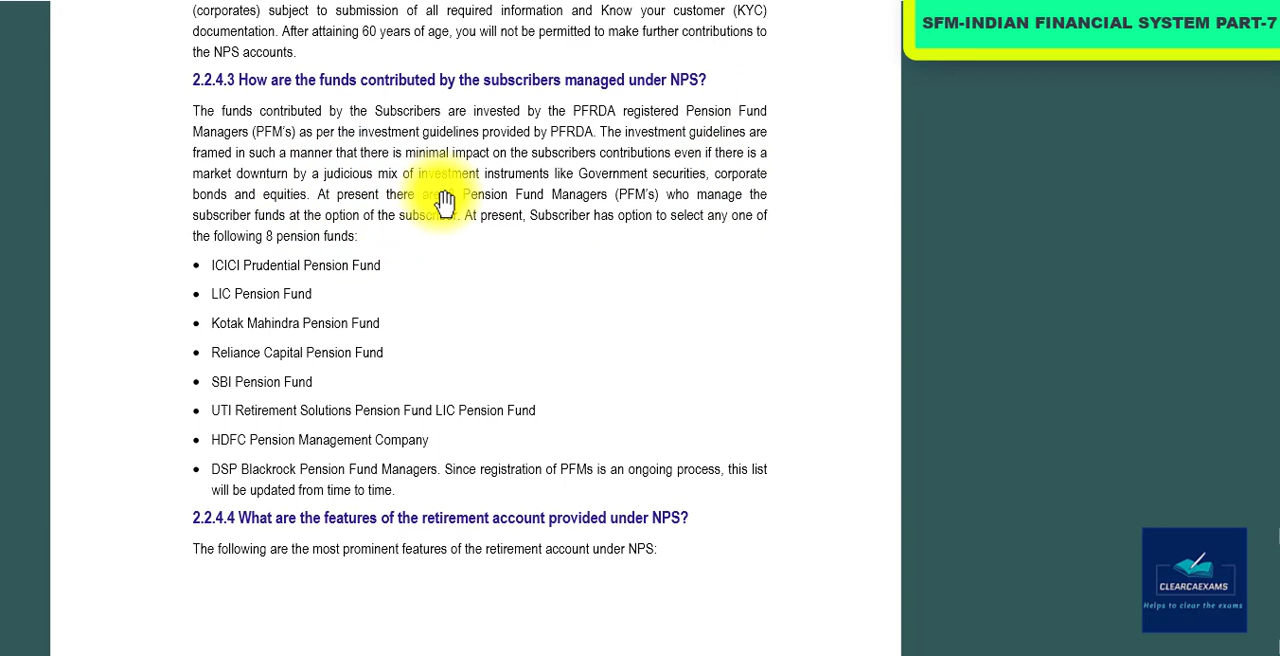 (corporates) subject to submission of all required information and Know your customer (KYC)
documentation. After attaining 60 years of age, you will not be permitted to make further contributions to
the NPS accounts.
2.2.4.3 How are the funds contributed by the subscribers managed under NPS?
The funds contributed by the Subscribers are invested by the PFRDA registered Pension Fund
Managers (PFM's) as per the investment guidelines provided by PFRDA. The investment guidelines are
framed in such a manner that there is minimal impact on the subscribers contributions even if there is a
market downturn by a judicious mix of investment instruments like Government securities, corporate
bonds and equities. At present there are Pension Fund Managers (PFM's) who manage the
subscriber funds at the option of the subscriber. At present, Subscriber has option to select any one of
the following 8 pension funds:
• ICICI Prudential Pension Fund
• LIC Pension Fund
• Kotak Mahindra Pension Fund
• Reliance Capital Pension Fund
• SBI Pension Fund
• UTI Retirement Solutions Pension Fund LIC Pension Fund
• HDFC Pension Management Company
• DSP Blackrock Pension Fund Managers. Since registration of PFMs is an ongoing process, this list
will be updated from time to time.
2.2.4.4 What are the features of the retirement account provided under NPS?
The following are the most prominent features of the retirement account under NPS:
SFM-INDIAN FINANCIAL SYSTEM PART-7
CLEARCAEXAMS
Helps to clear the exams